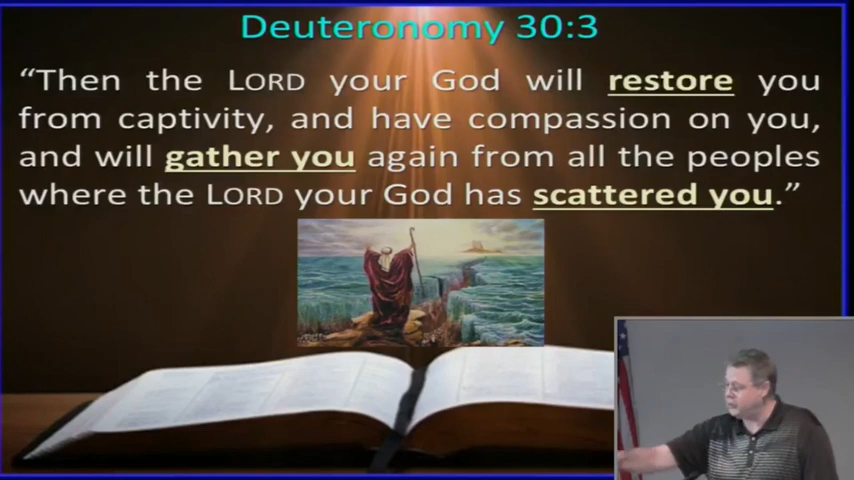 Deuteronomy 30:3
“Then the LORD your God will restore you
from captivity, and have compassion on you,
and will gather you again from all the peoples
where the LORD your God has scattered you.”